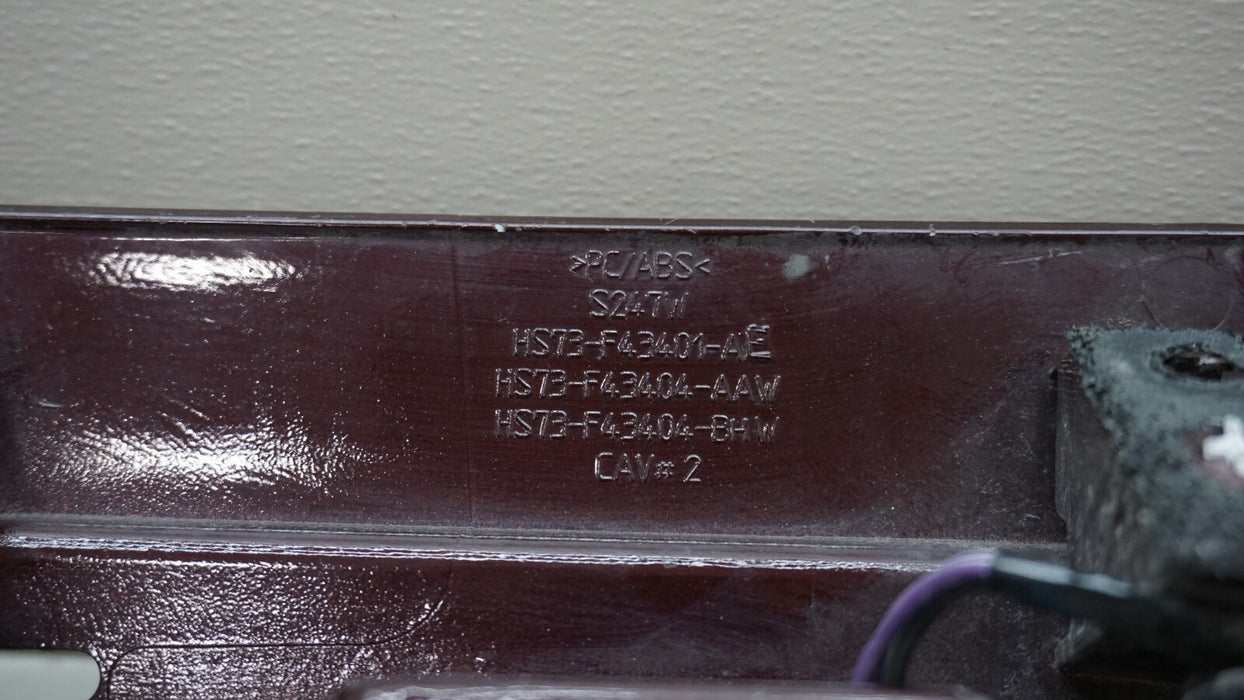 >PC/ABS<
S247W
HS73-F43401-AE
HS73-F43404-AAW
HS73-F43404-BHW
CAV# 2